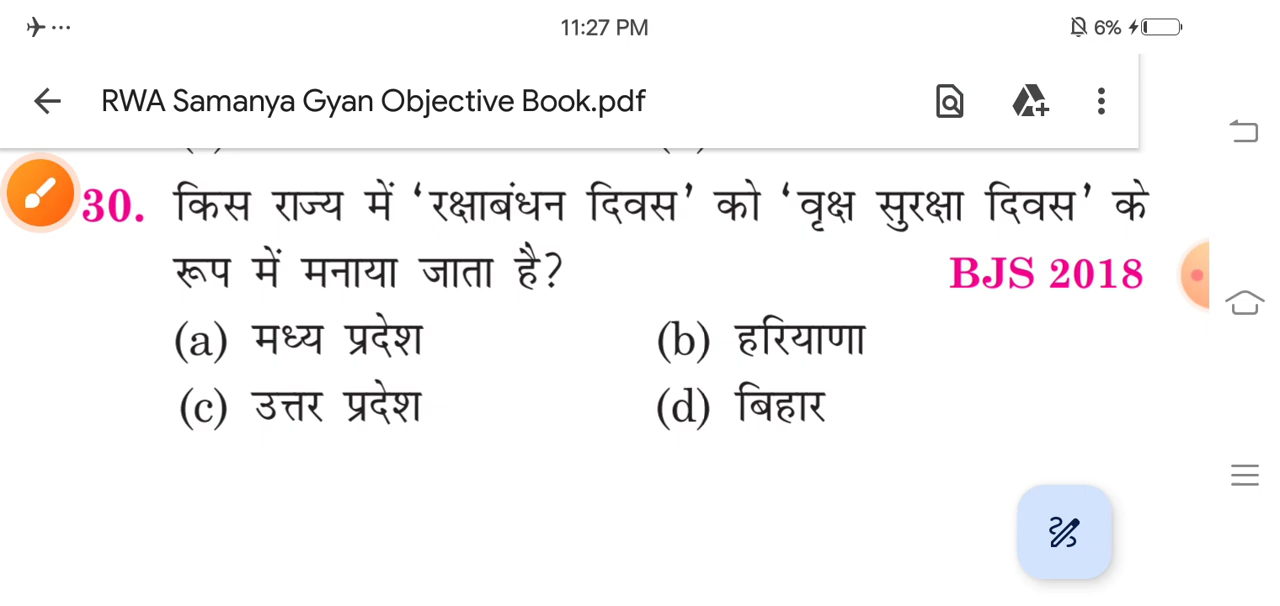 11:27 PM
6%
RWA Samanya Gyan Objective Book.pdf
30. किस राज्य में ‘रक्षाबंधन दिवस’ को ‘वृक्ष सुरक्षा दिवस’ के
रूप में मनाया जाता है? BJS 2018
(a) मध्य प्रदेश (b) हरियाणा
(c) उत्तर प्रदेश (d) बिहार